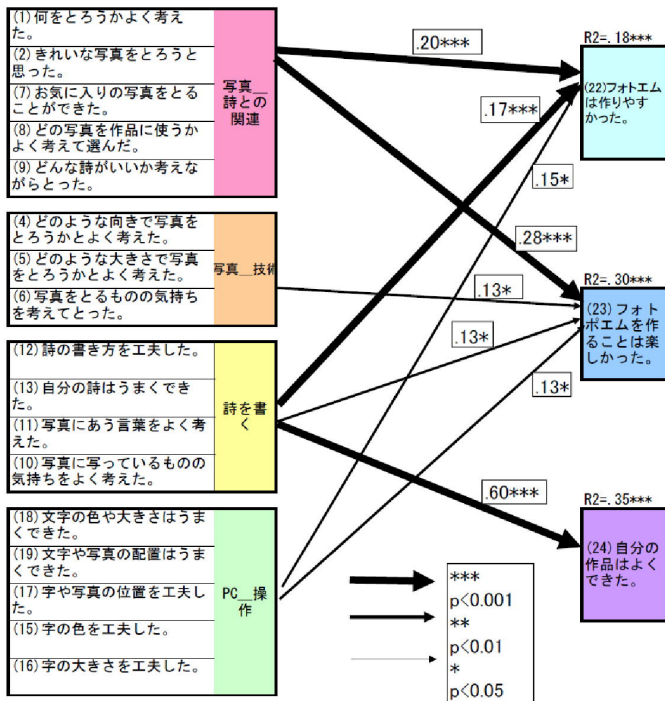 (1) 何をとろうかよく考え
た。
(2) きれいな写真をとろうと
思った。
(7) お気に入りの写真をとる
ことができた。
(8) どの写真を作品に使うか
よく考えて選んだ。
(9) どんな詩がいいか考えな
がらとった。
写真__
詩との
関連
(4) どのような向きで写真を
とろうかとよく考えた。
(5) どのような大きさで写真
をとろうかとよく考えた。
(6) 写真をとるものの気持ち
を考えてとった。
写真__技術
(12) 詩の書き方を工夫した。
(13) 自分の詩はうまくでき
た。
(11) 写真にあう言葉をよく考
えた。
(10) 写真に写っているものの
気持ちをよく考えた。
詩を書
く
(18) 文字の色や大きさはうま
くできた。
(19) 文字や写真の配置はうま
くできた。
(17) 字や写真の位置を工夫し
た。
(15) 字の色を工夫した。
(16) 字の大きさを工夫した。
PC__操
作
.20***
.17***
.15*
.28***
.13*
.13*
.13*
.60***
R2=.18***
(22)フォトエム
は作りやす
かった。
R2=.30***
(23) フォト
ポエムを作
ることは楽
しかった。
R2=.35***
(24) 自分の
作品はよく
できた。
***
p<0.001
**
p<0.01
*
p<0.05